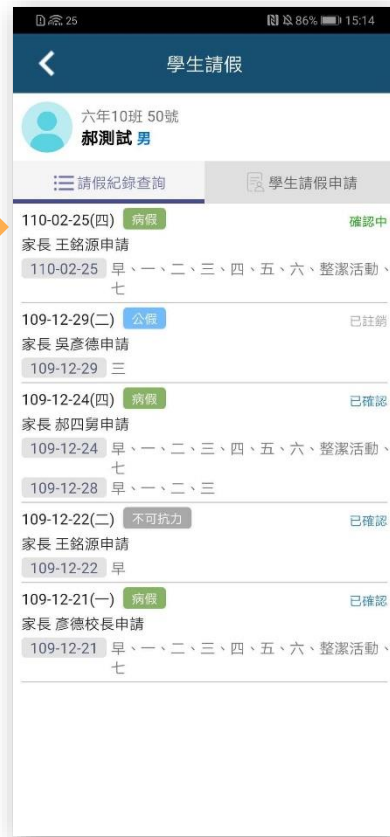 25 86% 15:14
學生請假
六年10班 50號
郝測試 男
請假紀錄查詢 學生請假申請
110-02-25(四) 病假 確認中
家長 王銘源申請
110-02-25 早、一、二、三、四、五、六、整潔活動、
七
109-12-29(二) 公假 已註銷
家長 吳彥德申請
109-12-29 三
109-12-24(四) 病假 已確認
家長 郝四舅申請
109-12-24 早、一、二、三、四、五、六、整潔活動、
七
109-12-28 早、一、二、三
109-12-22(二) 不可抗力 已確認
家長 王銘源申請
109-12-22 早
109-12-21(一) 病假 已確認
家長 彥德校長申請
109-12-21 早、一、二、三、四、五、六、整潔活動、
七